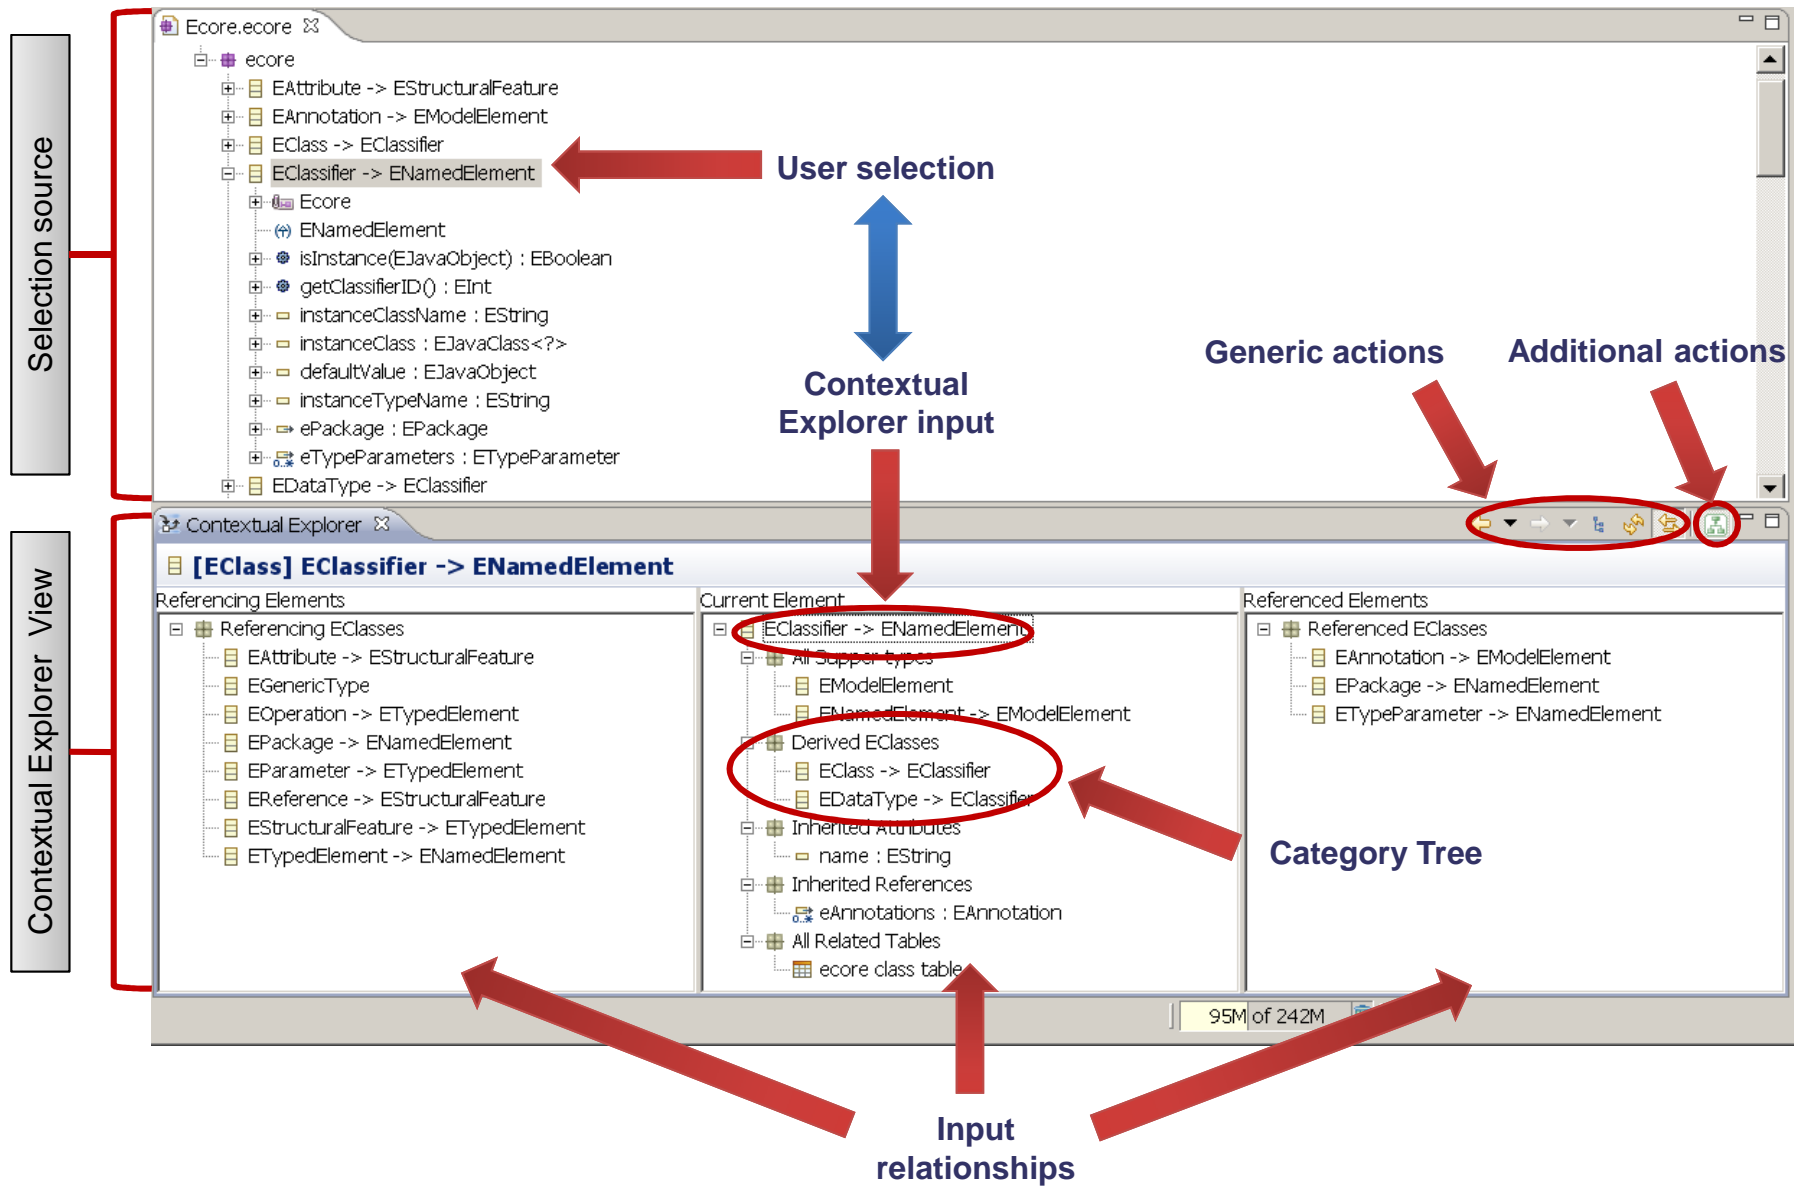 Selection source
Ecore.ecore
ecore
EAttribute -> EStructuralFeature
EAnnotation -> EModelElement
EClass -> EClassifier
EClassifier -> ENamedElement
Ecore
ENamedElement
isInstance(EJavaObject) : EBoolean
getClassifierID() : EInt
instanceClassName : EString
instanceClass : EJavaClass<?>
defaultValue : EJavaObject
instanceTypeName : EString
ePackage : EPackage
0..* eTypeParameters : ETypeParameter
EDataType -> EClassifier
User selection
Contextual
Explorer input
Generic actions
Additional actions
Contextual Explorer View
Contextual Explorer
[EClass] EClassifier -> ENamedElement
Referencing Elements
Referencing EClasses
EAttribute -> EStructuralFeature
EGenericType
EOperation -> ETypedElement
EPackage -> ENamedElement
EParameter -> ETypedElement
EReference -> EStructuralFeature
EStructuralFeature -> ETypedElement
ETypedElement -> ENamedElement
Current Element
EClassifier -> ENamedElement
All Supper types
EModelElement
ENamedElement -> EModelElement
Derived EClasses
EClass -> EClassifier
EDataType -> EClassifier
Inherited Attributes
name : EString
Inherited References
0..* eAnnotations : EAnnotation
All Related Tables
ecore class table
Referenced Elements
Referenced EClasses
EAnnotation -> EModelElement
EPackage -> ENamedElement
ETypeParameter -> ENamedElement
Category Tree
95M of 242M
Input
relationships